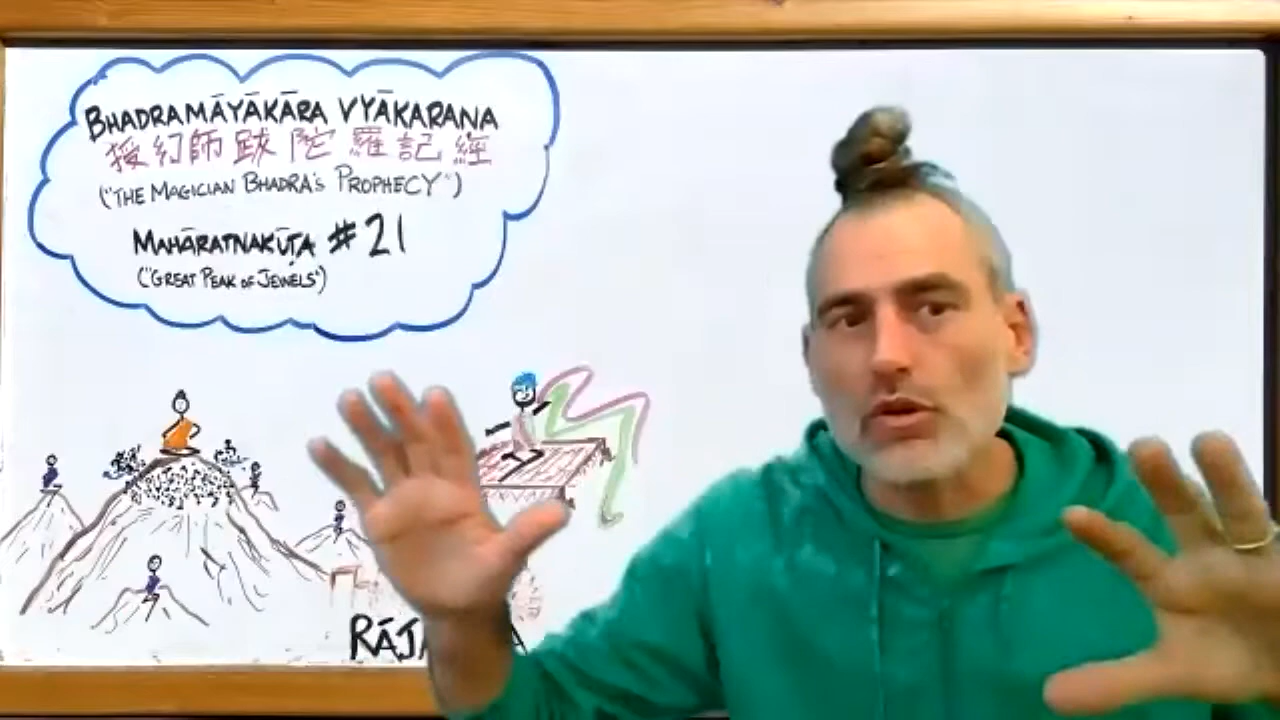 BHADRAMĀYĀKĀRA VYĀKARANA
授幻師跋陀羅記經
("THE MAGICIAN BHADRA'S PROPHECY")
MAHĀRATNAKŪṬA #21
("GREAT PEAK OF JEWELS")